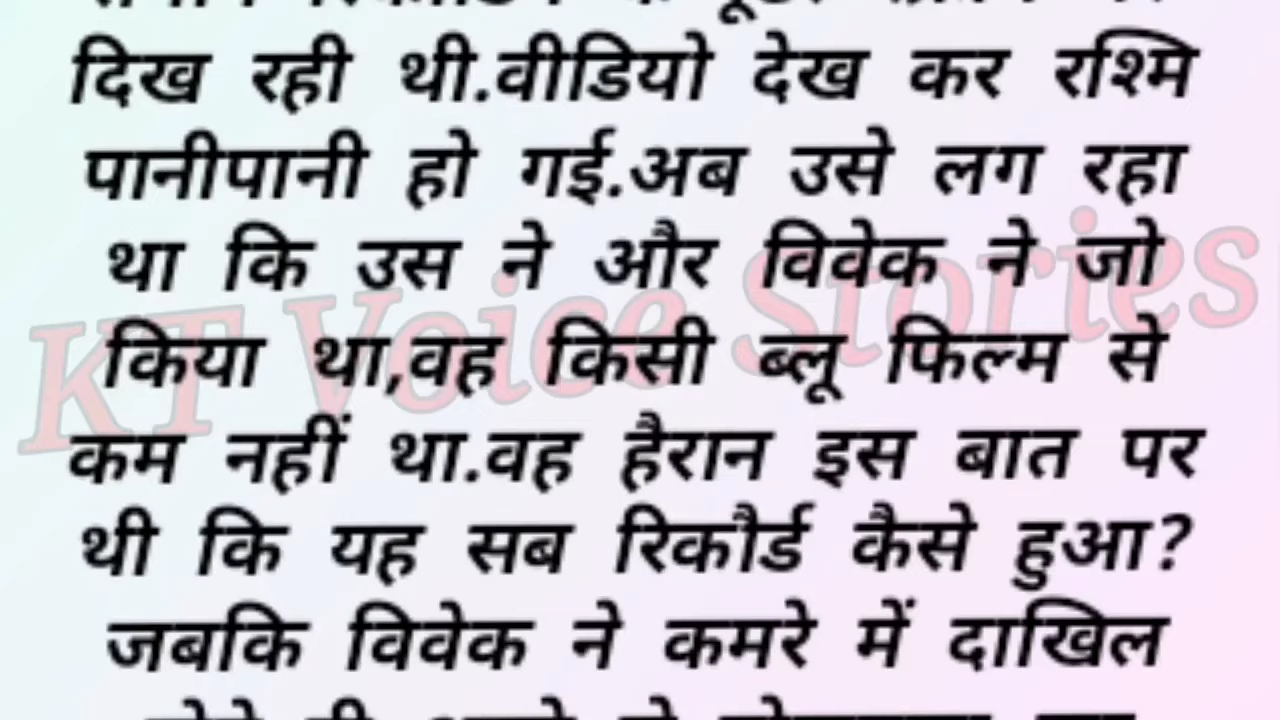 दिख रही थी.वीडियो देख कर रश्मि
पानीपानी हो गई.अब उसे लग रहा
था कि उस ने और विवेक ने जो
किया था,वह किसी ब्लू फिल्म से
कम नहीं था.वह हैरान इस बात पर
थी कि यह सब रिकौर्ड कैसे हुआ?
जबकि विवेक ने कमरे में दाखिल
KT Voice Stories